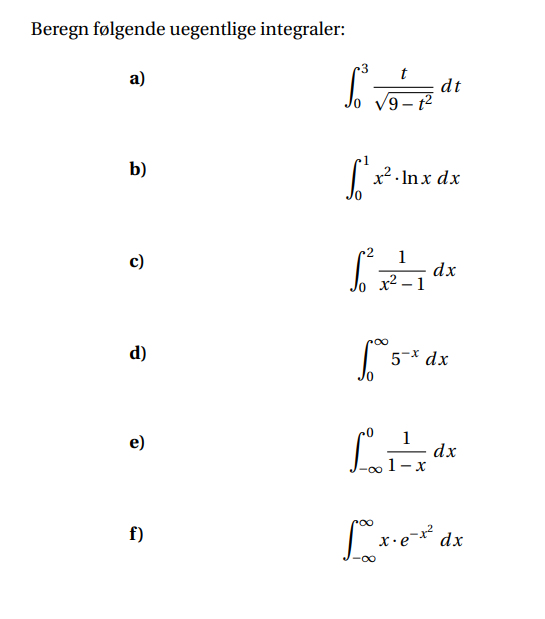 Beregn følgende uegentlige integraler:
a) $\int_0^3 \frac{t}{\sqrt{9-t^2}} \, dt$
b) $\int_0^1 x^2 \cdot \ln x \, dx$
c) $\int_0^2 \frac{1}{x^2-1} \, dx$
d) $\int_0^\infty 5^{-x} \, dx$
e) $\int_{-\infty}^0 \frac{1}{1-x} \, dx$
f) $\int_{-\infty}^\infty x \cdot e^{-x^2} \, dx$